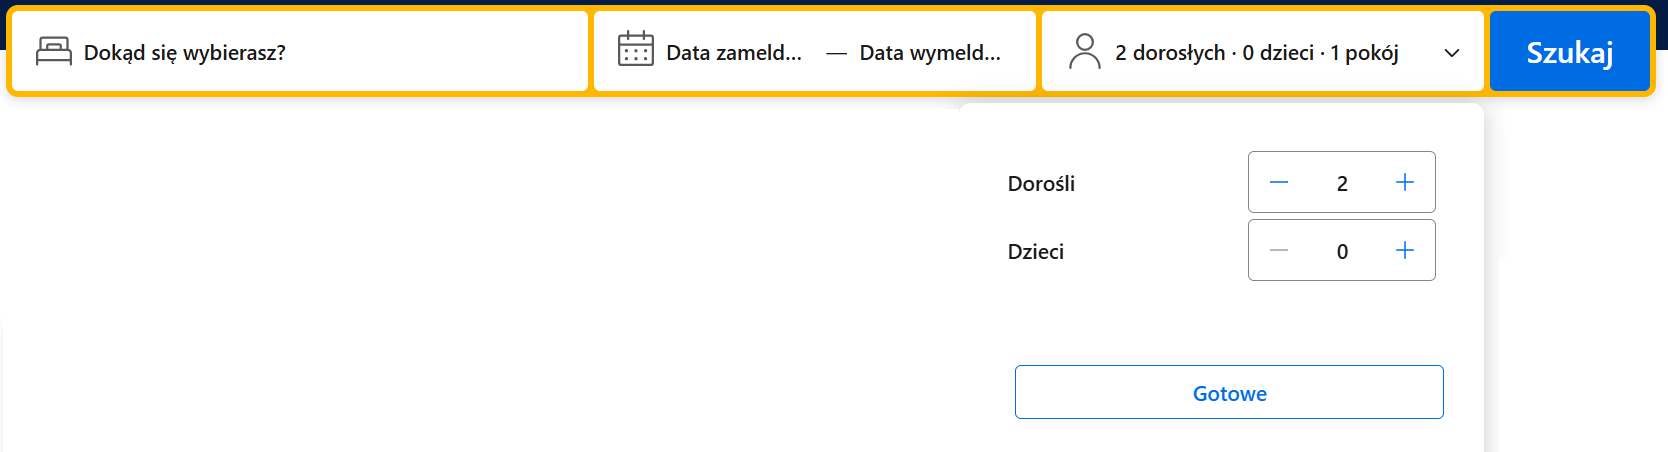 Dokąd się wybierasz?
Data zameld... — Data wymeld...
2 dorosłych · 0 dzieci · 1 pokój
Szukaj
Dorośli
2
Dzieci
0
Gotowe